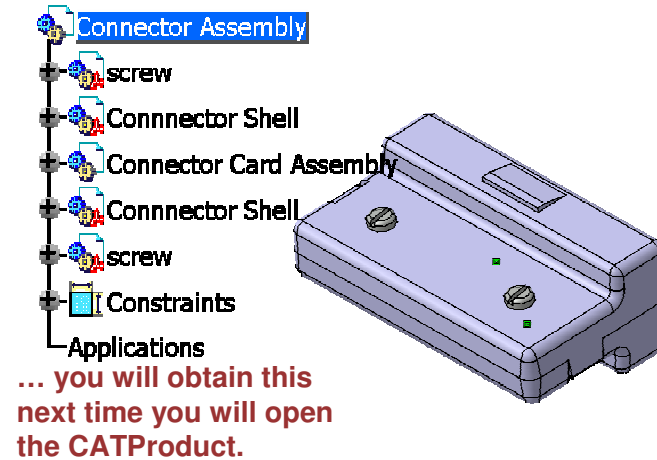 Connector Assembly
screw
Connnector Shell
Connector Card Assembly
Connnector Shell
screw
Constraints
Applications
… you will obtain this
next time you will open
the CATProduct.